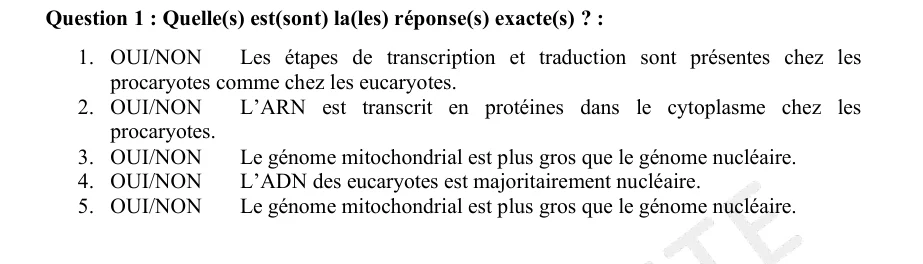 Question 1 : Quelle(s) est(sont) la(les) réponse(s) exacte(s) ? :
1. OUI/NON Les étapes de transcription et traduction sont présentes chez les
procaryotes comme chez les eucaryotes.
2. OUI/NON L’ARN est transcrit en protéines dans le cytoplasme chez les
procaryotes.
3. OUI/NON Le génome mitochondrial est plus gros que le génome nucléaire.
4. OUI/NON L’ADN des eucaryotes est majoritairement nucléaire.
5. OUI/NON Le génome mitochondrial est plus gros que le génome nucléaire.